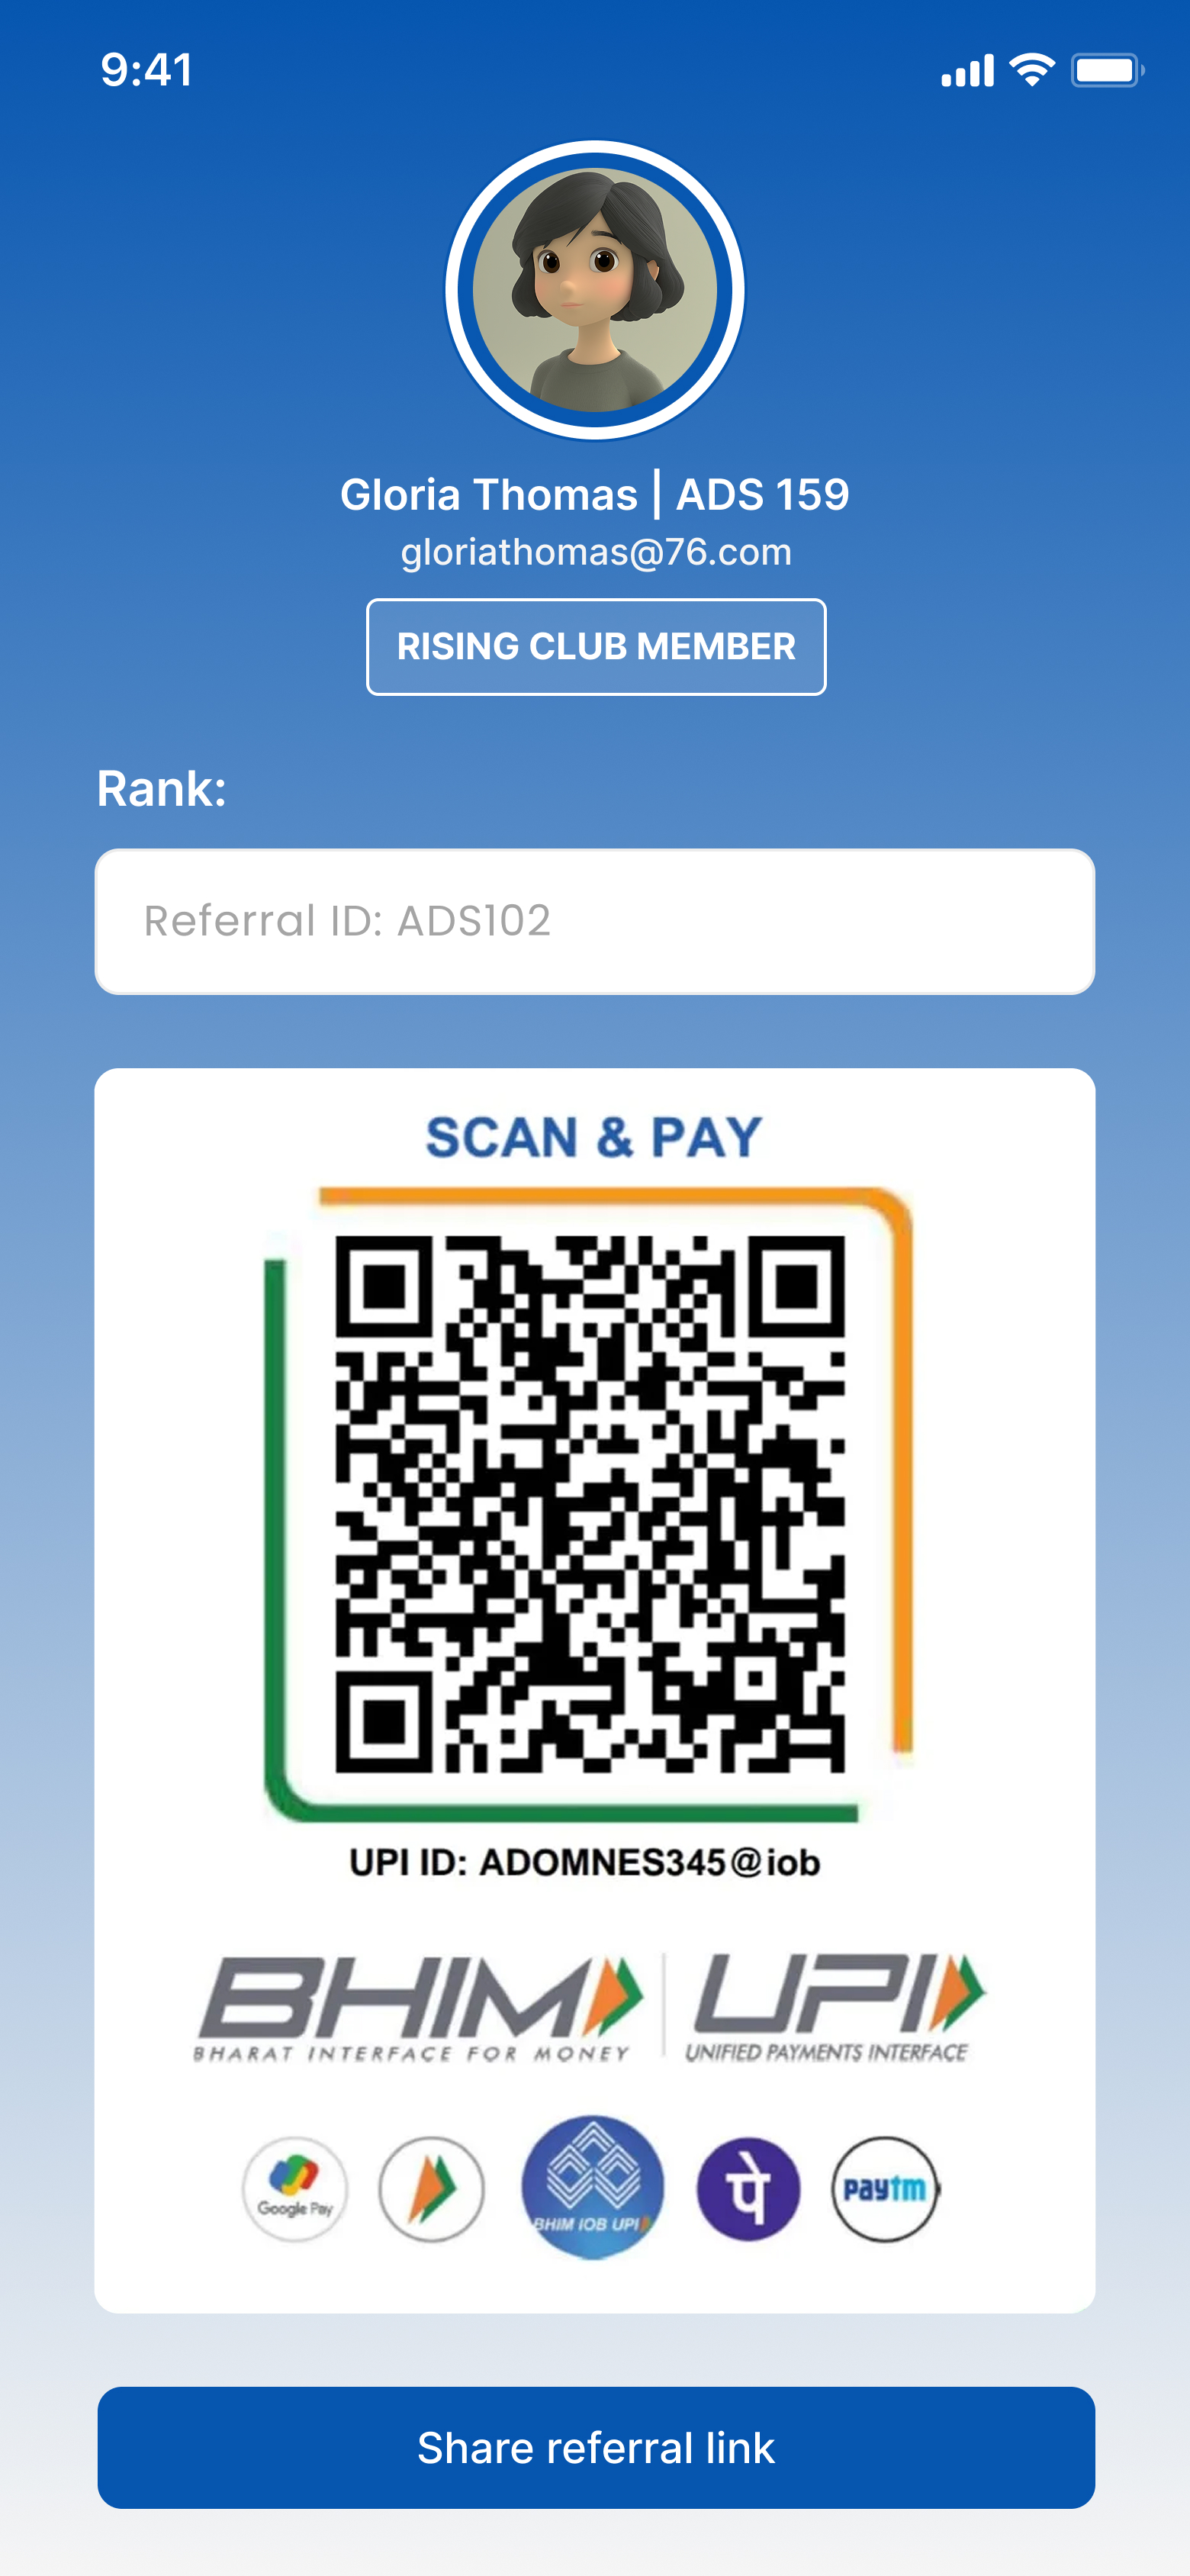 9:41
Gloria Thomas | ADS 159
gloriathomas@76.com
RISING CLUB MEMBER
Rank:
Referral ID: ADS102
SCAN & PAY
UPI ID: ADOMNES345@iob
BHIM UPI
BHARAT INTERFACE FOR MONEY UNIFIED PAYMENTS INTERFACE
Google Pay
BHIM IOB UPI
पे
paytm
Share referral link